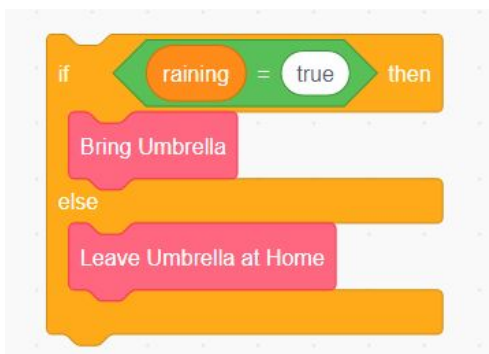 if raining = true then
Bring Umbrella
else
Leave Umbrella at Home